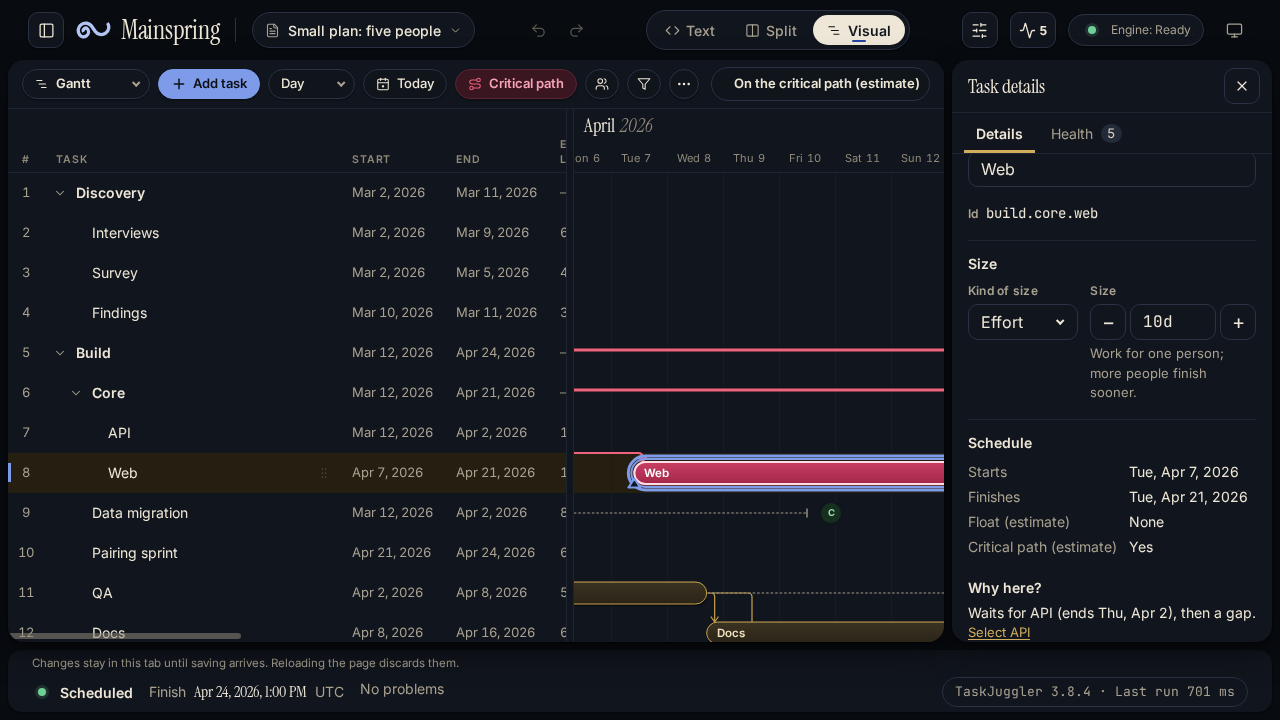 Mainspring
Small plan: five people
Text
Split
Visual
5
Engine: Ready
Gantt
Add task
Day
Today
Critical path
On the critical path (estimate)
Task details
Details
Health 5
April 2026
# TASK START END
on 6 Tue 7 Wed 8 Thu 9 Fri 10 Sat 11 Sun 12
1 Discovery Mar 2, 2026 Mar 11, 2026 –
2 Interviews Mar 2, 2026 Mar 9, 2026 6
3 Survey Mar 2, 2026 Mar 5, 2026 4
4 Findings Mar 10, 2026 Mar 11, 2026 3
5 Build Mar 12, 2026 Apr 24, 2026 –
6 Core Mar 12, 2026 Apr 21, 2026 –
7 API Mar 12, 2026 Apr 2, 2026 1
8 Web Apr 7, 2026 Apr 21, 2026 1
Web
9 Data migration Mar 12, 2026 Apr 2, 2026 8
C
10 Pairing sprint Apr 21, 2026 Apr 24, 2026 6
11 QA Apr 2, 2026 Apr 8, 2026 6
12 Docs Apr 8, 2026 Apr 16, 2026 6
Docs
Web
Id build.core.web
Size
Kind of size Size
Effort
– 10d +
Work for one person;
more people finish
sooner.
Schedule
Starts Tue, Apr 7, 2026
Finishes Tue, Apr 21, 2026
Float (estimate) None
Critical path (estimate) Yes
Why here?
Waits for API (ends Thu, Apr 2), then a gap.
Select API
Changes stay in this tab until saving arrives. Reloading the page discards them.
Scheduled Finish Apr 24, 2026, 1:00 PM UTC No problems
TaskJuggler 3.8.4 · Last run 701 ms